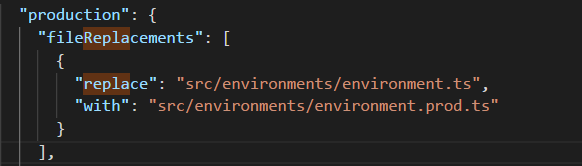 "production": {
"fileReplacements": [
{
"replace": "src/environments/environment.ts",
"with": "src/environments/environment.prod.ts"
}
],